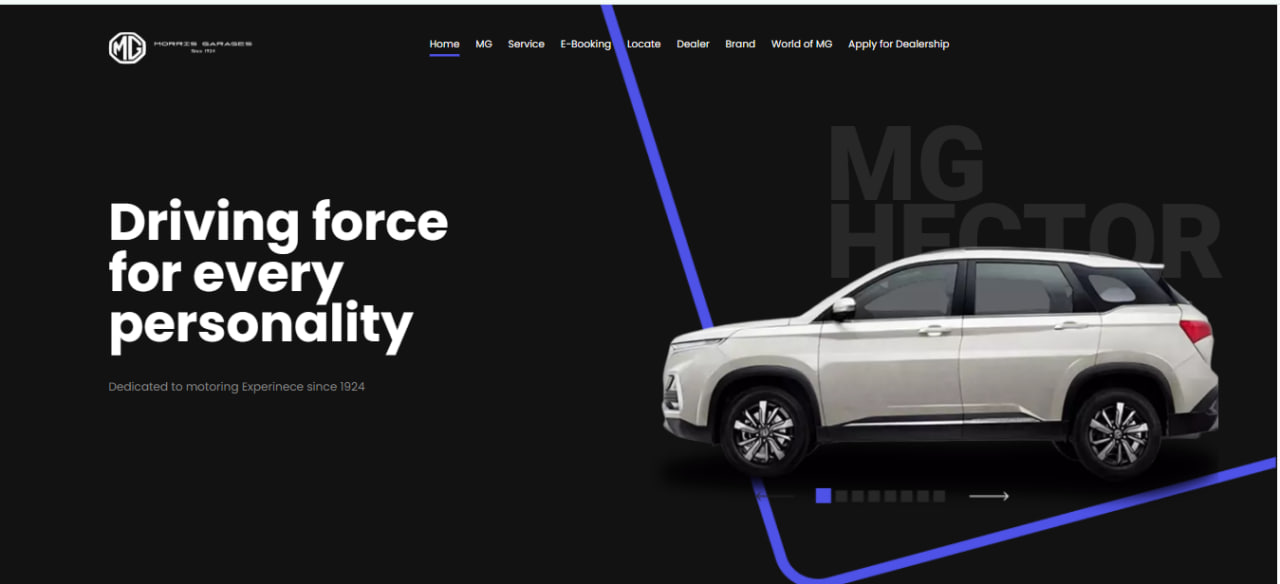 MG
MORRIS GARAGES
Since 1924
Home MG Service E-Booking Locate Dealer Brand World of MG Apply for Dealership
MG
HECTOR
Driving force
for every
personality
Dedicated to motoring Experinece since 1924